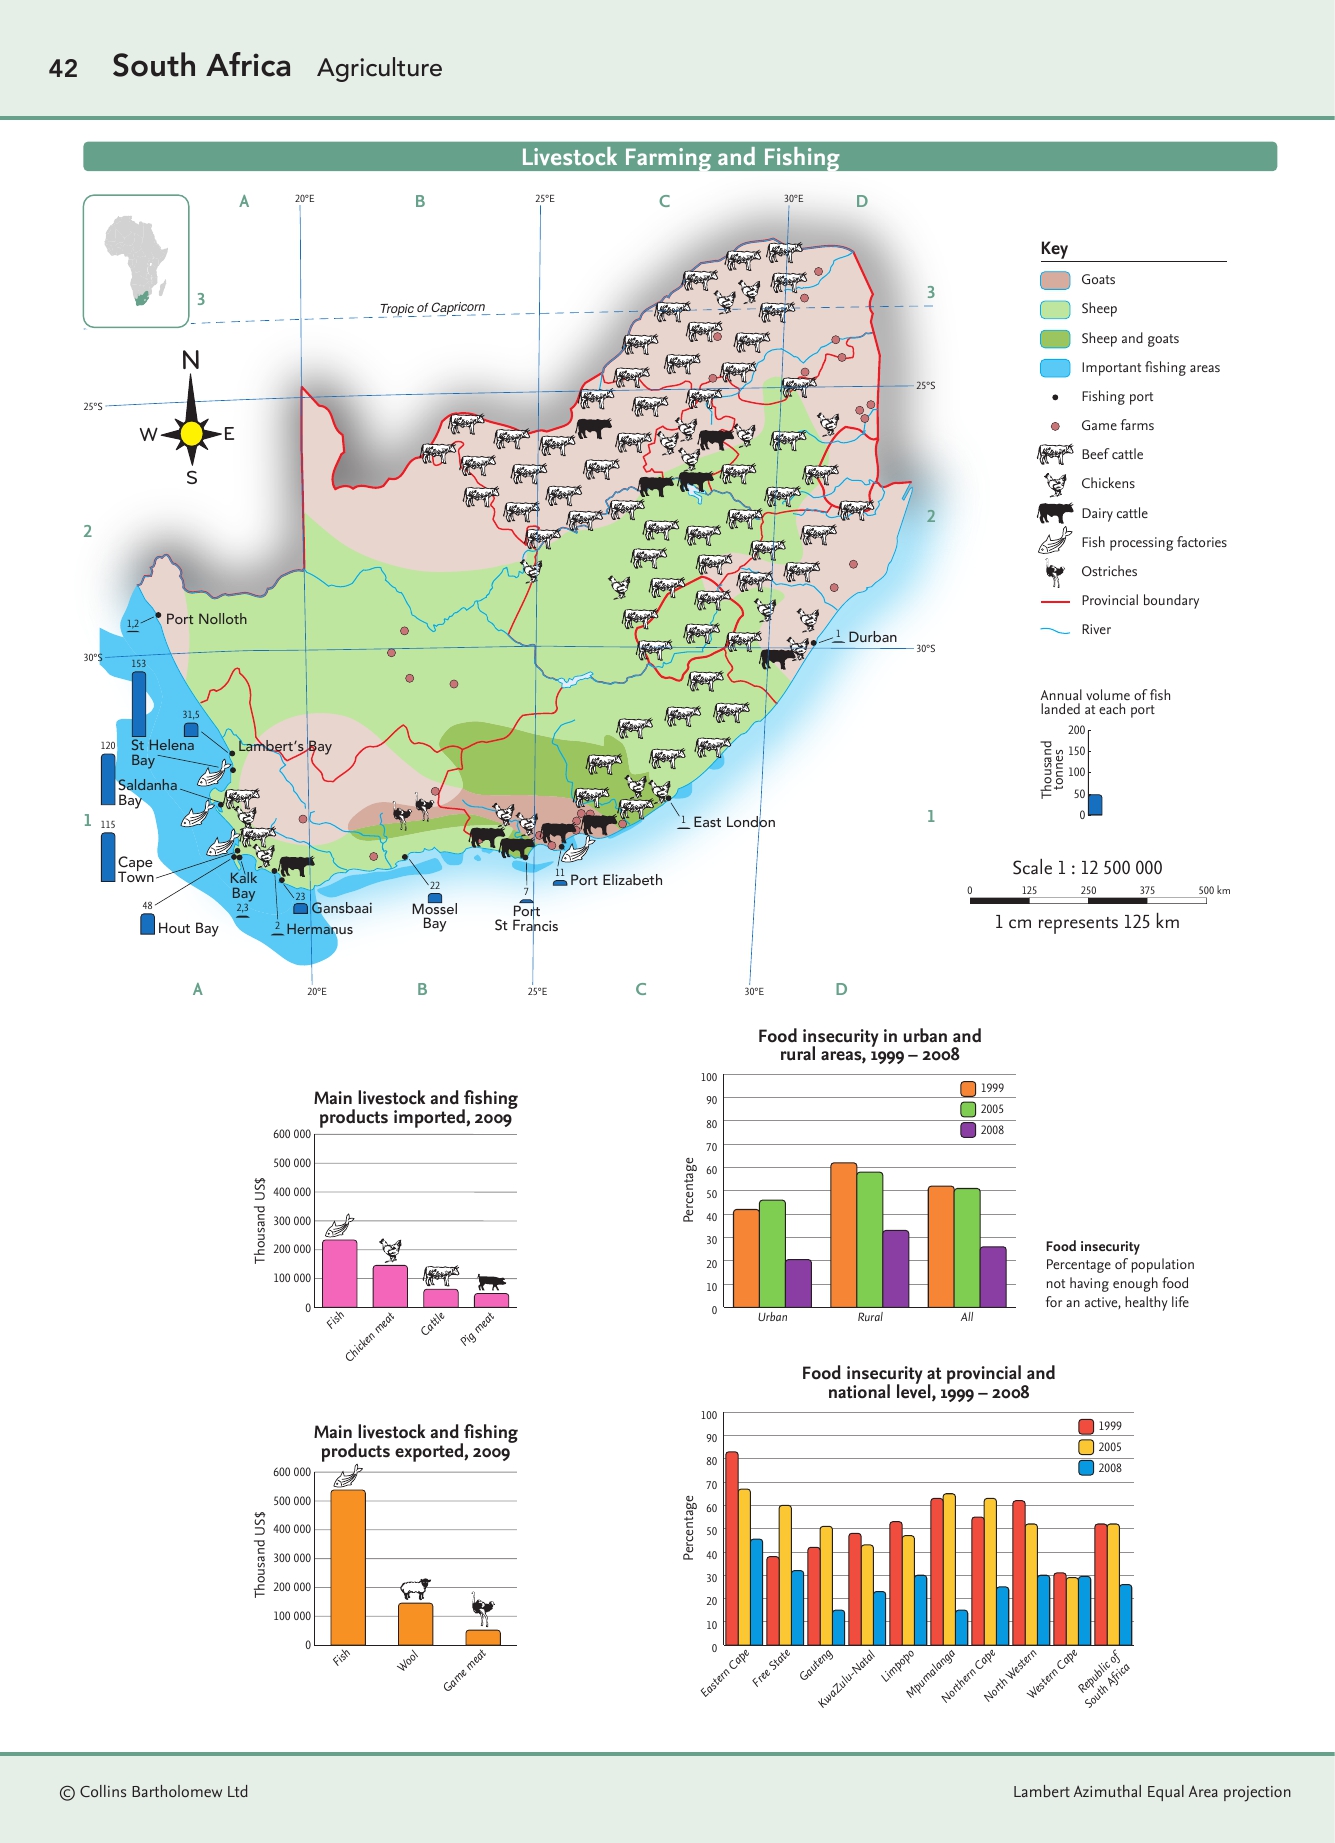 42 South Africa Agriculture
Livestock Farming and Fishing
A
20°E
B
25°E
C
30°E
D
3
Tropic of Capricorn
3
N
W E
S
25°S
25°S
2
2
Port Nolloth
1,2
30°S
30°S
1 Durban
153
31,5
Lambert's Bay
St Helena
Bay
120
Saldanha
Bay
1
1
115
Cape
Town
Kalk
Bay
2,3
48
Hout Bay
2 Hermanus
23
Gansbaai
22
Mossel
Bay
7
Port
St Francis
11
Port Elizabeth
1 East London
A
20°E
B
25°E
C
30°E
D
Key
Goats
Sheep
Sheep and goats
Important fishing areas
Fishing port
Game farms
Beef cattle
Chickens
Dairy cattle
Fish processing factories
Ostriches
Provincial boundary
River
Annual volume of fish
landed at each port
Thousand
tonnes
200
150
100
50
0
Scale 1 : 12 500 000
0 125 250 375 500 km
1 cm represents 125 km
Main livestock and fishing
products imported, 2009
Thousand US$
600 000
500 000
400 000
300 000
200 000
100 000
0
Fish
Chicken meat
Cattle
Pig meat
Food insecurity in urban and
rural areas, 1999 – 2008
Percentage
100
90
80
70
60
50
40
30
20
10
0
1999
2005
2008
Urban
Rural
All
Food insecurity
Percentage of population
not having enough food
for an active, healthy life
Main livestock and fishing
products exported, 2009
Thousand US$
600 000
500 000
400 000
300 000
200 000
100 000
0
Fish
Wool
Game meat
Food insecurity at provincial and
national level, 1999 – 2008
Percentage
100
90
80
70
60
50
40
30
20
10
0
1999
2005
2008
Eastern Cape
Free State
Gauteng
KwaZulu-Natal
Limpopo
Mpumalanga
Northern Cape
North Western
Western Cape
Republic of
South Africa
© Collins Bartholomew Ltd
Lambert Azimuthal Equal Area projection